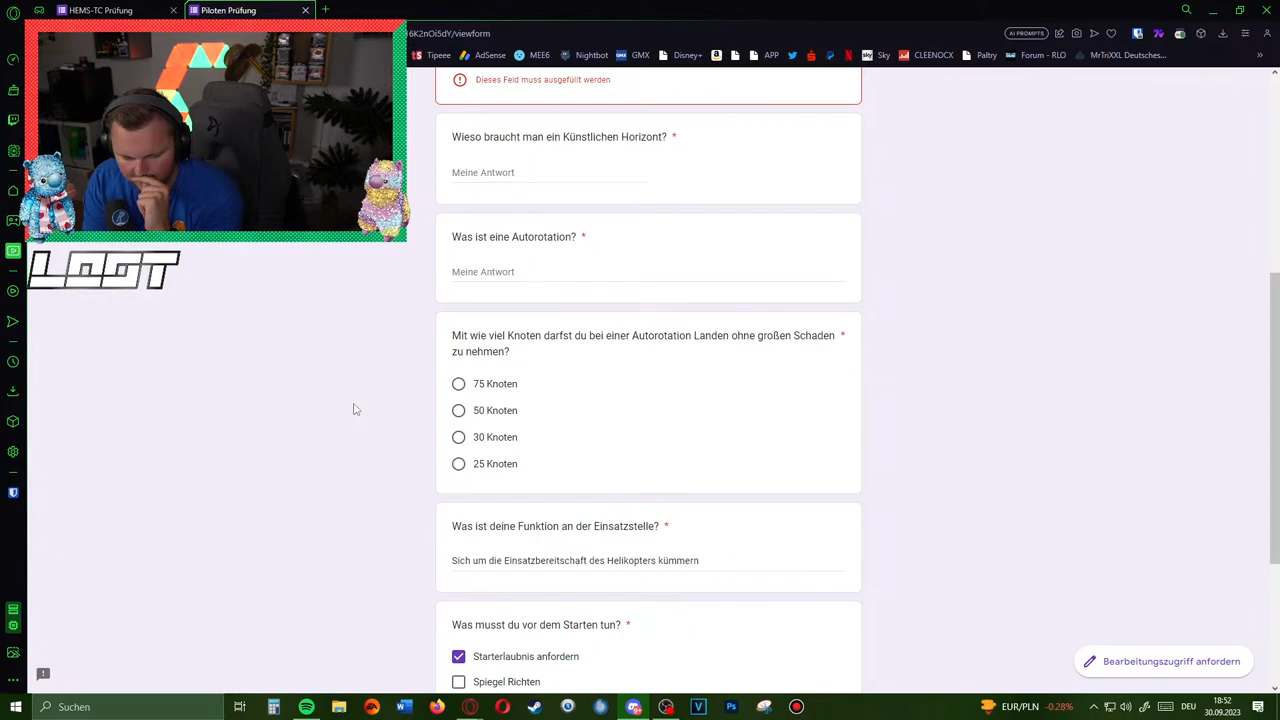 HEMS-TC Prüfung
Piloten Prüfung
6K2nOi5dY/viewform
AI PROMPTS
Tipeee
AdSense
MEE6
Nightbot
GMX
GMX
Disney+
APP
Sky
Sky
CLEENOCX
Paltry
Forum - RLO
MrTriXXL Deutsches...
Dieses Feld muss ausgefüllt werden
Wieso braucht man ein Künstlichen Horizont? *
Meine Antwort
Was ist eine Autorotation? *
Meine Antwort
LOOT
Mit wie viel Knoten darfst du bei einer Autorotation Landen ohne großen Schaden *
zu nehmen?
75 Knoten
50 Knoten
30 Knoten
25 Knoten
Was ist deine Funktion an der Einsatzstelle? *
Sich um die Einsatzbereitschaft des Helikopters kümmern
Was musst du vor dem Starten tun? *
Starterlaubnis anfordern
Spiegel Richten
Bearbeitungszugriff anfordern
Suchen
EUR/PLN -0.28%
DEU
18:52
30.09.2023